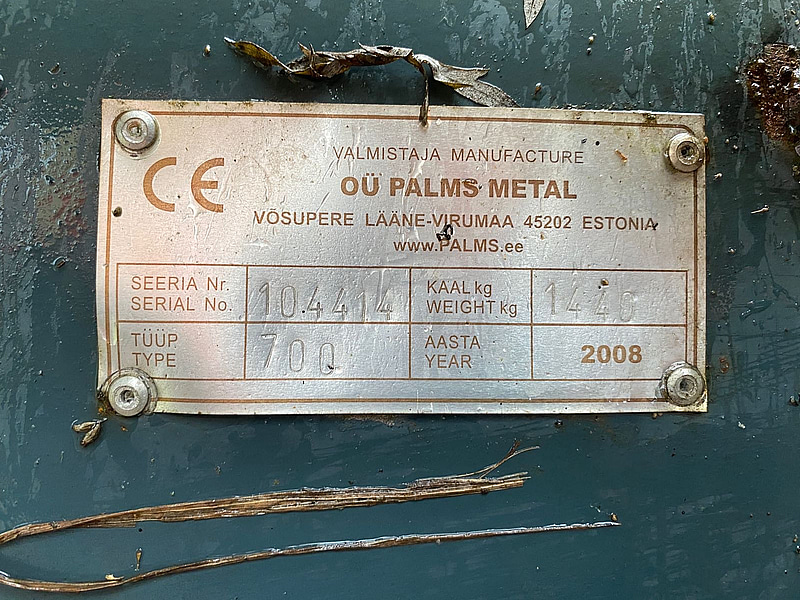 CE
VALMISTAJA MANUFACTURE
OÜ PALMS METAL
VÕSUPERE LÄÄNE-VIRUMAA 45202 ESTONIA
www.PALMS.ee
SEERIA Nr. 104414 KAAL kg
SERIAL No. WEIGHT kg
TÜÜP 700 AASTA 2008
TYPE YEAR